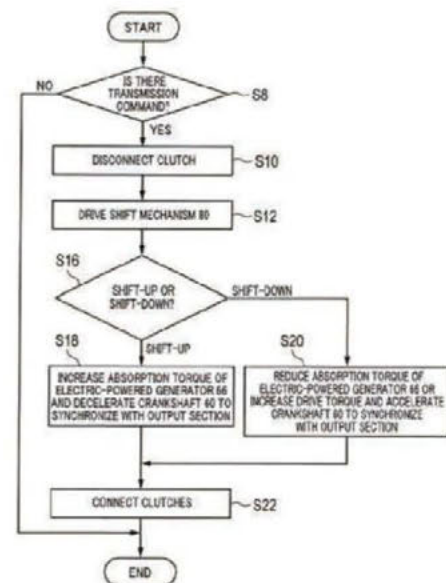 START
NO
IS THERE
TRANSMISSION
COMMAND?
S8
YES
DISCONNECT CLUTCH
S10
DRIVE SHIFT MECHANISM 80
S12
S16
SHIFT-UP OR
SHIFT-DOWN?
SHIFT-DOWN
S18
SHIFT-UP
INCREASE ABSORPTION TORQUE OF
ELECTRIC-POWERED GENERATOR 66
AND DECELERATE CRANKSHAFT 60 TO
SYNCHRONIZE WITH OUTPUT SECTION
S20
REDUCE ABSORPTION TORQUE OF
ELECTRIC-POWERED GENERATOR 66 OR
INCREASE DRIVE TORQUE AND ACCELERATE
CRANKSHAFT 60 TO SYNCHRONIZE
WITH OUTPUT SECTION
CONNECT CLUTCHES
S22
END